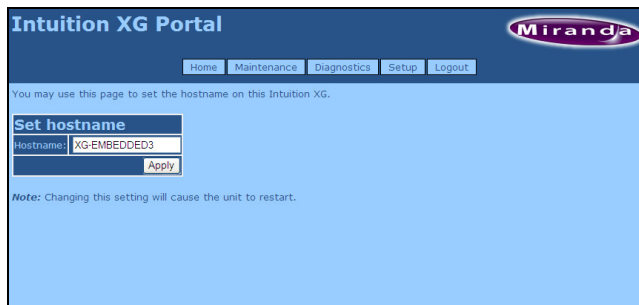 Intuition XG Portal
Miranda
Home Maintenance Diagnostics Setup Logout
You may use this page to set the hostname on this Intuition XG.
Set hostname
Hostname: XG-EMBEDDED3
Apply
Note: Changing this setting will cause the unit to restart.